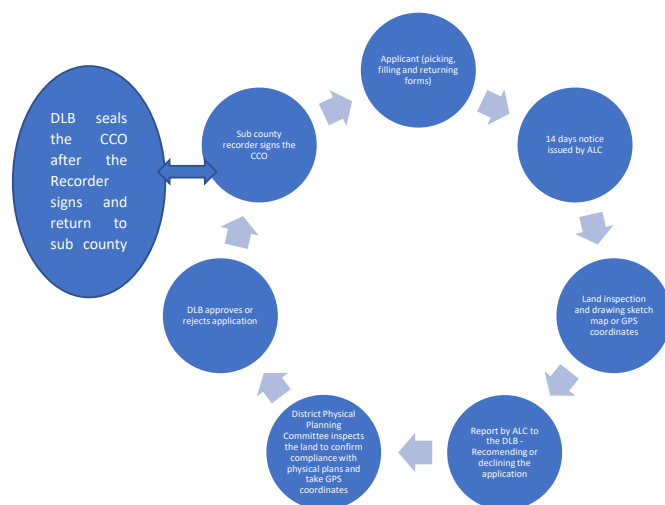 Applicant (picking,
filling and returning
forms)
14 days notice
issued by ALC
Land inspection
and drawing sketch
map or GPS
coordinates
Report by ALC to
the DLB -
Recomending or
declining the
application
District Physical
Planning
Committee inspects
the land to confirm
compliance with
physical plans and
take GPS
coordinates
DLB approves or
rejects application
Sub county
recorder signs the
CCO
DLB seals
the CCO
after the
Recorder
signs and
return to
sub county